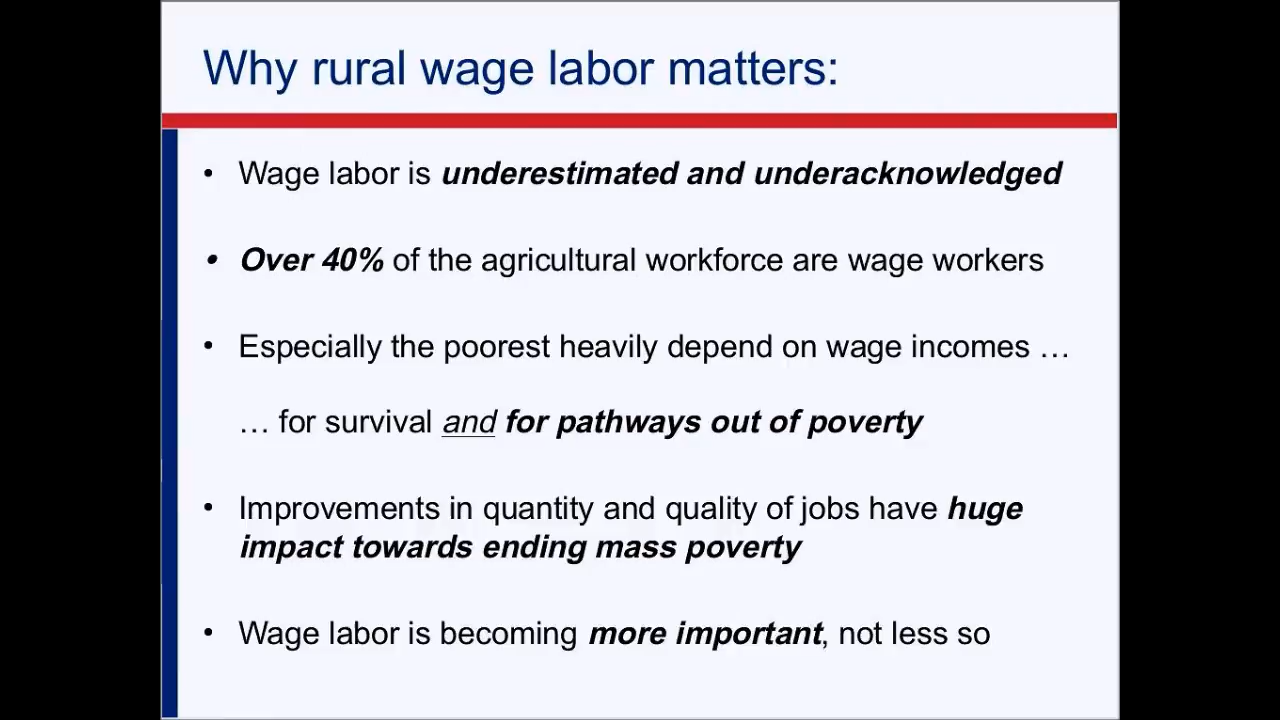 Why rural wage labor matters:
• Wage labor is underestimated and underacknowledged
• Over 40% of the agricultural workforce are wage workers
• Especially the poorest heavily depend on wage incomes …
… for survival and for pathways out of poverty
• Improvements in quantity and quality of jobs have huge
impact towards ending mass poverty
• Wage labor is becoming more important, not less so